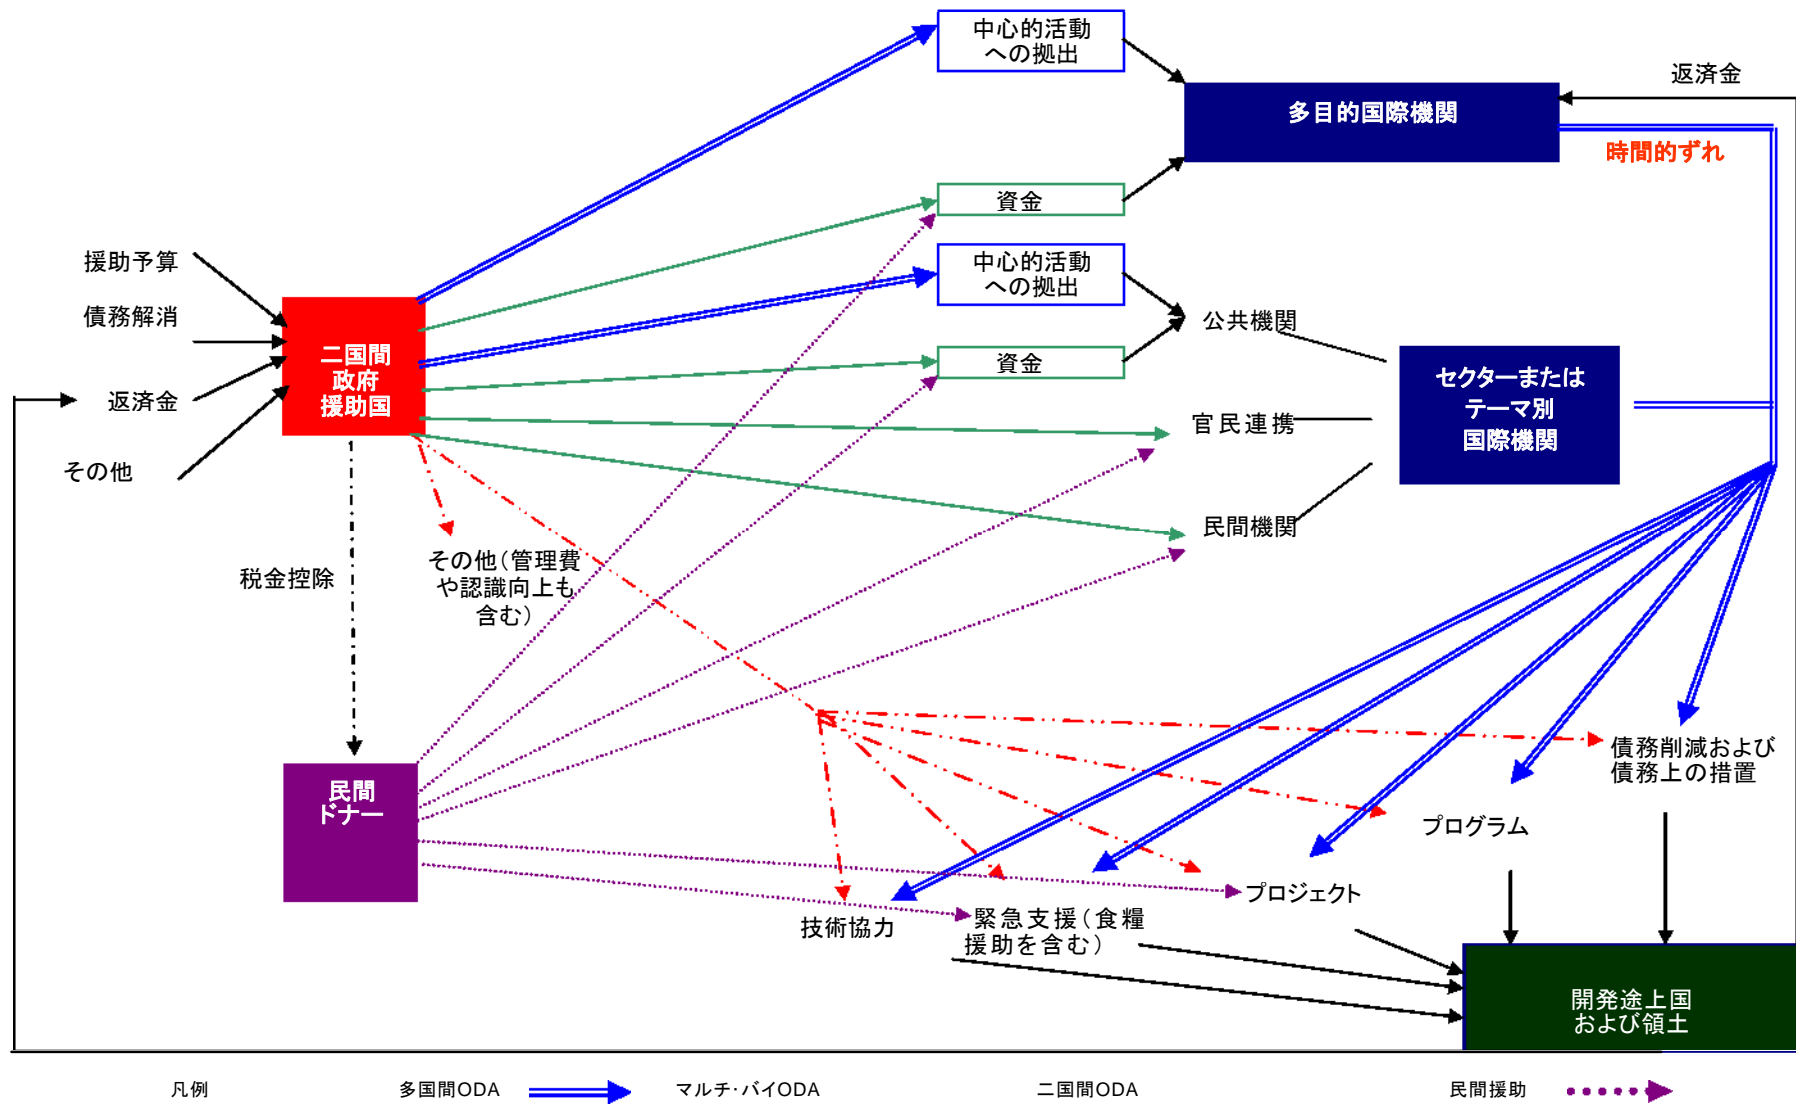 中心的活動
への拠出
返済金
多目的国際機関
時間的ずれ
資金
援助予算
中心的活動
への拠出
債務解消
公共機関
二国間
政府
援助国
資金
セクターまたは
テーマ別
国際機関
返済金
官民連携
その他
民間機関
その他(管理費
や認識向上も
含む)
税金控除
債務削減および
債務上の措置
民間
ドナー
プログラム
プロジェクト
技術協力
緊急支援(食糧
援助を含む)
開発途上国
および領土
凡例
多国間ODA
マルチ・バイODA
二国間ODA
民間援助